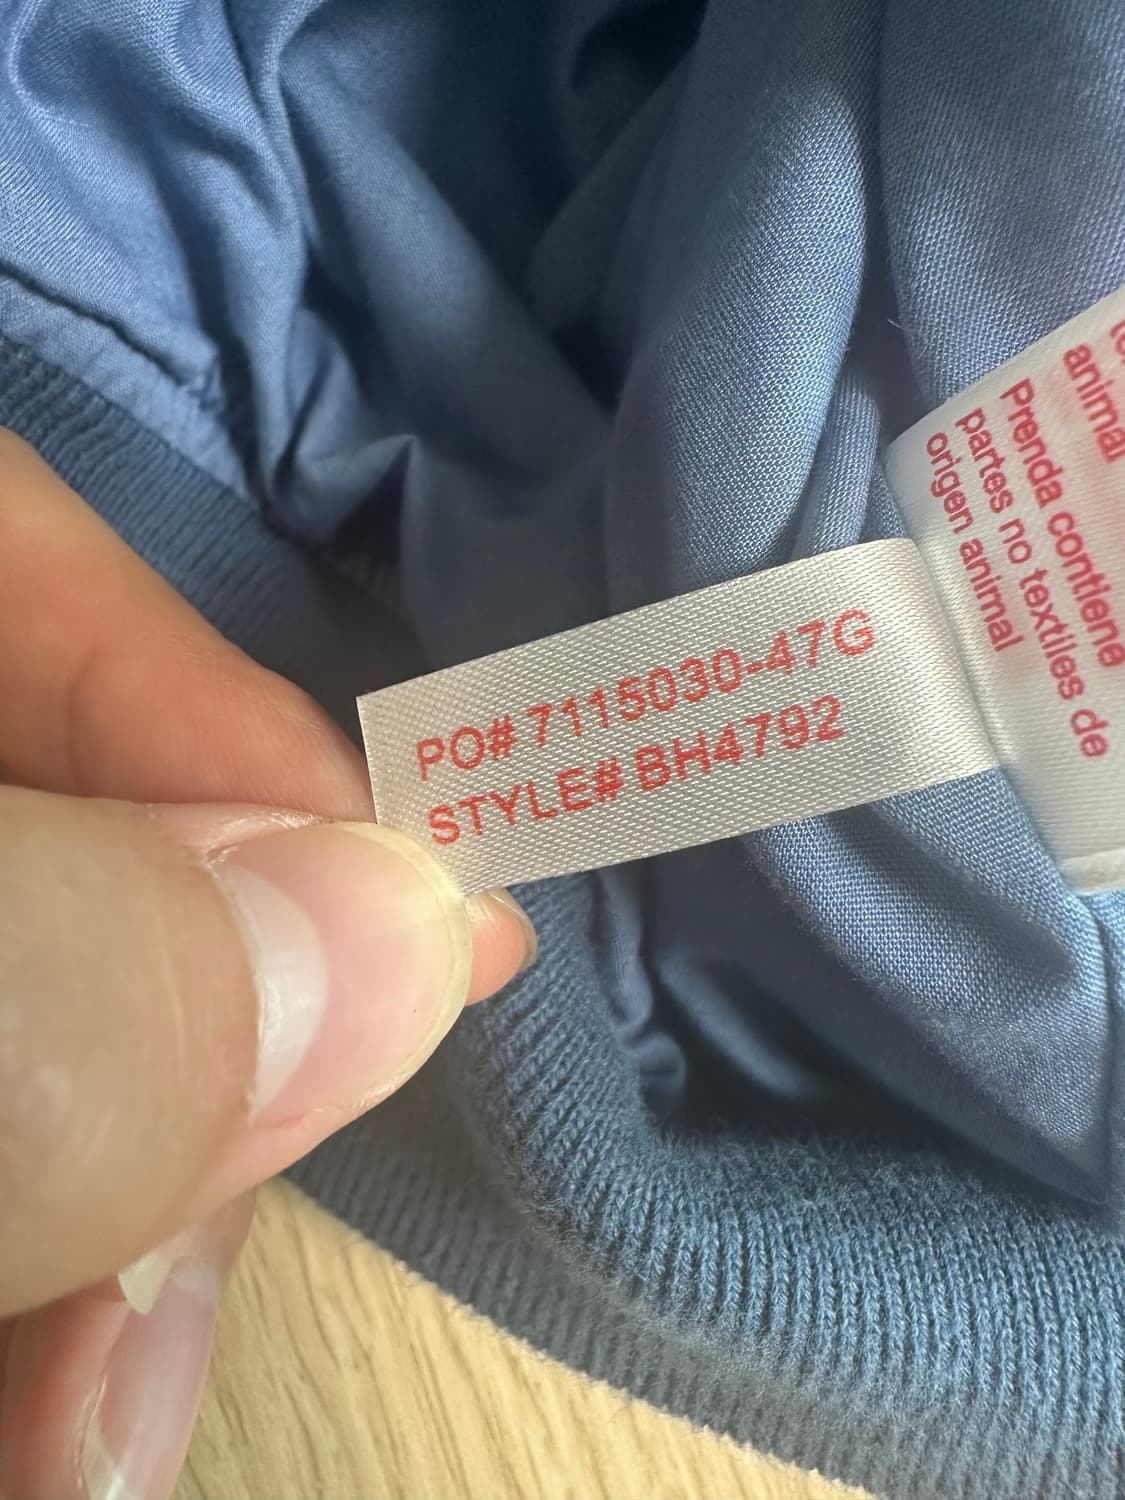 PO# 7115030-47G
STYLE# BH4792
animal
Prenda contiene
partes no textiles de
origen animal